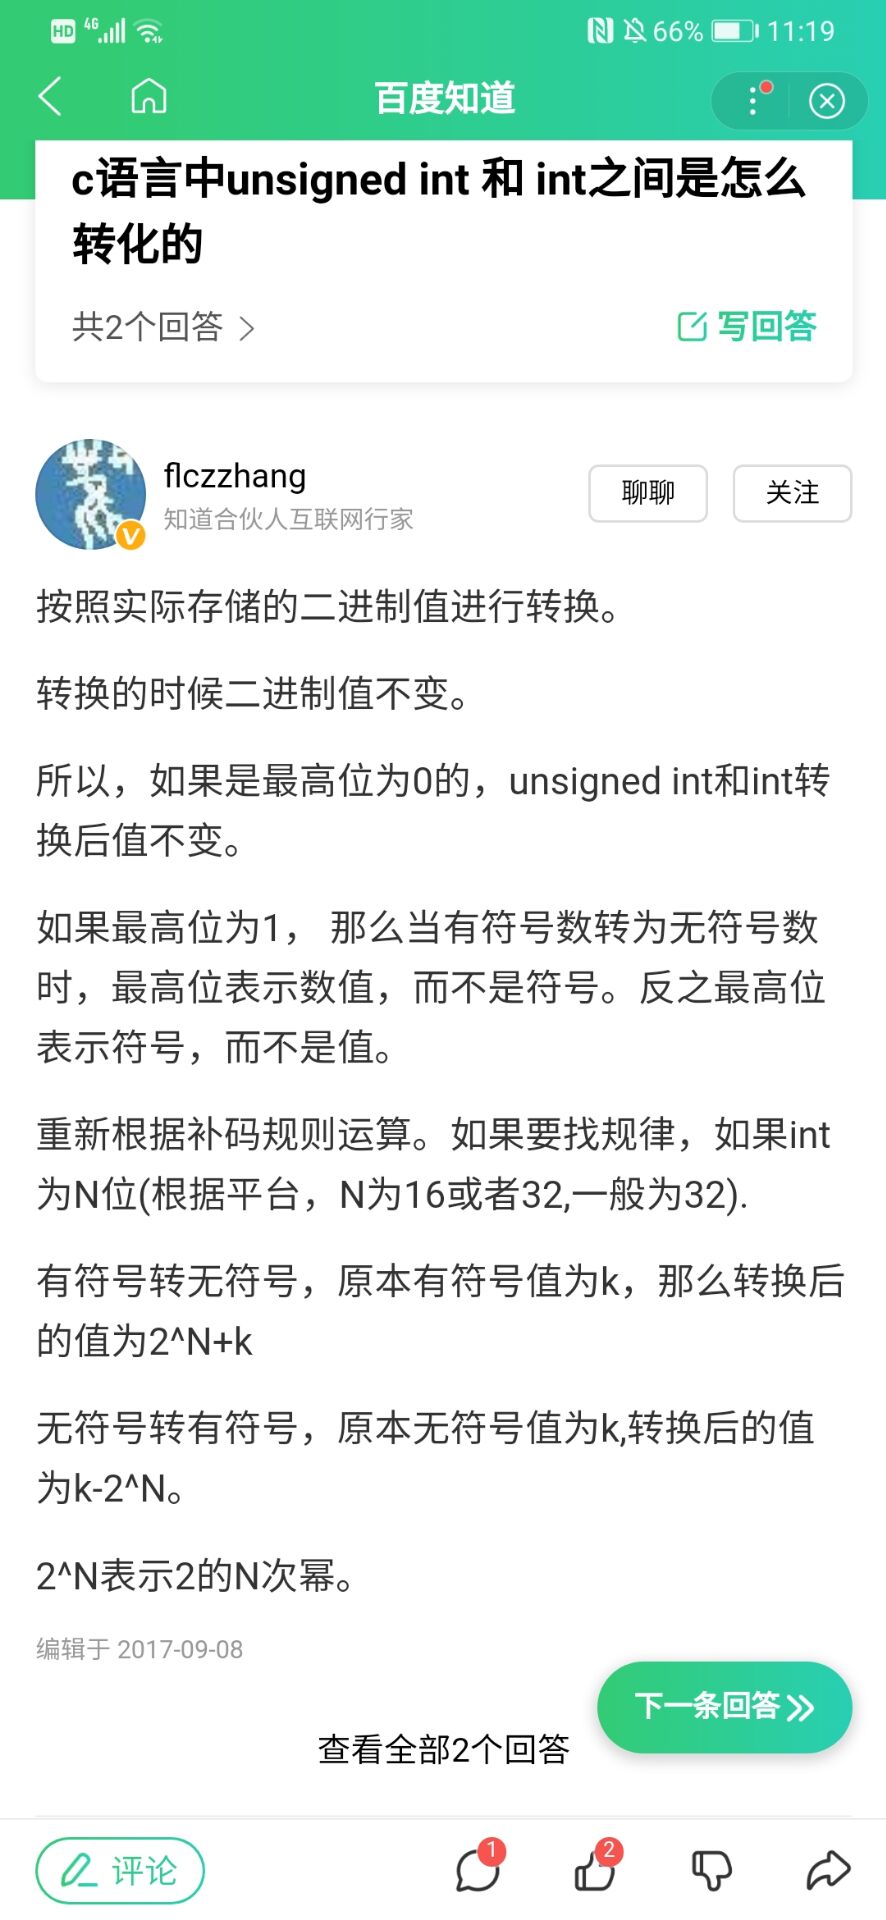 HD 4G 66% 11:19
百度知道
c语言中unsigned int 和 int之间是怎么
转化的
共2个回答
写回答
flczzhang
知道合伙人互联网行家
聊聊
关注
按照实际存储的二进制值进行转换。
转换的时候二进制值不变。
所以，如果是最高位为0的，unsigned int和int转
换后值不变。
如果最高位为1， 那么当有符号数转为无符号数
时，最高位表示数值，而不是符号。反之最高位
表示符号，而不是值。
重新根据补码规则运算。如果要找规律，如果int
为N位(根据平台，N为16或者32,一般为32).
有符号转无符号，原本有符号值为k，那么转换后
的值为2^N+k
无符号转有符号，原本无符号值为k,转换后的值
为k-2^N。
2^N表示2的N次幂。
编辑于 2017-09-08
下一条回答
查看全部2个回答
评论
1
2